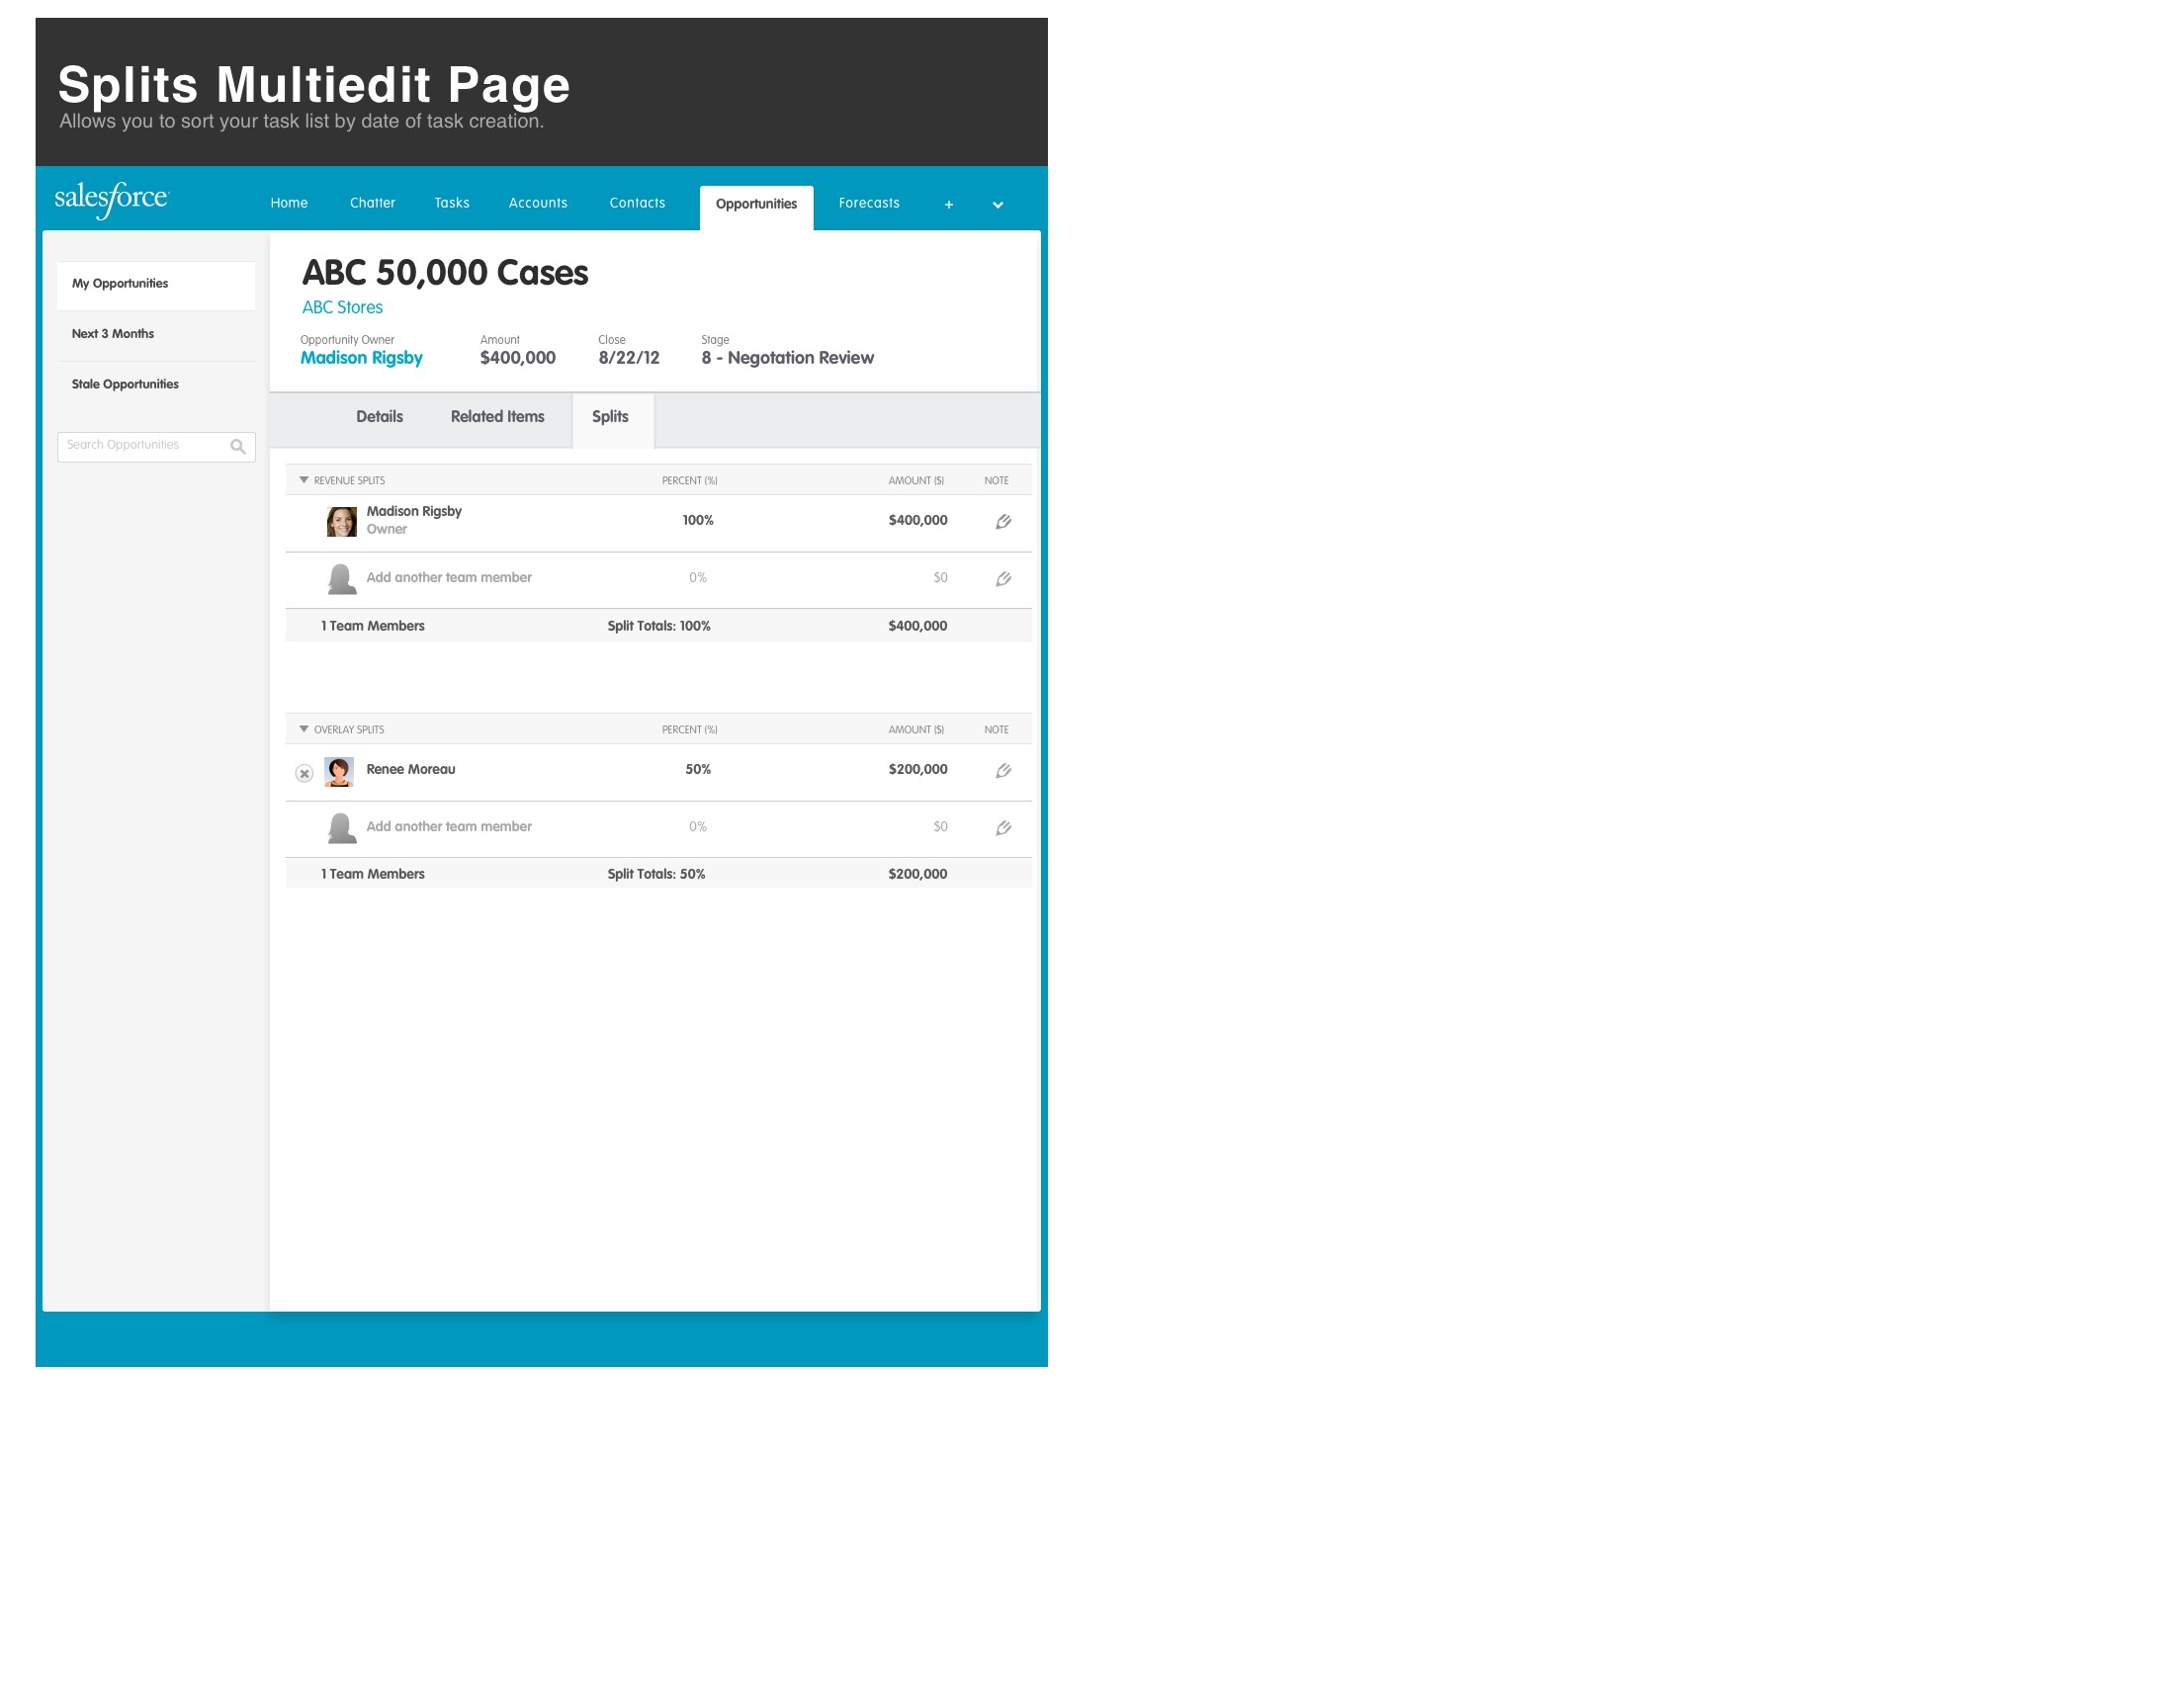 Splits Multiedit Page
Allows you to sort your task list by date of task creation.
salesforce
Home Chatter Tasks Accounts Contacts Opportunities Forecasts +
My Opportunities
Next 3 Months
Stale Opportunities
Search Opportunities
ABC 50,000 Cases
ABC Stores
Opportunity Owner Amount Close Stage
Madison Rigsby $400,000 8/22/12 8 - Negotation Review
Details Related Items Splits
REVENUE SPLITS PERCENT (%) AMOUNT ($) NOTE
Madison Rigsby 100% $400,000
Owner
Add another team member 0% $0
1 Team Members Split Totals: 100% $400,000
OVERLAY SPLITS PERCENT (%) AMOUNT ($) NOTE
Renee Moreau 50% $200,000
Add another team member 0% $0
1 Team Members Split Totals: 50% $200,000